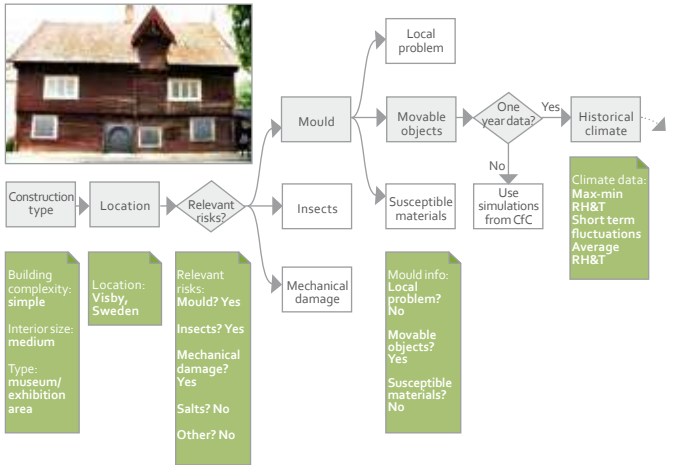 Local
problem
Mould
Movable
objects
One
year data?
Yes
Historical
climate
No
Construction
type
Location
Relevant
risks?
Insects
Susceptible
materials
Use
simulations
from CfC
Mechanical
damage
Climate data:
Max-min
RH&T
Short term
fluctuations
Average
RH&T
Building
complexity:
simple
Interior size:
medium
Type:
museum/
exhibition
area
Location:
Visby,
Sweden
Relevant
risks:
Mould? Yes
Insects? Yes
Mechanical
damage?
Yes
Salts? No
Other? No
Mould info:
Local
problem?
No
Movable
objects?
Yes
Susceptible
materials?
No